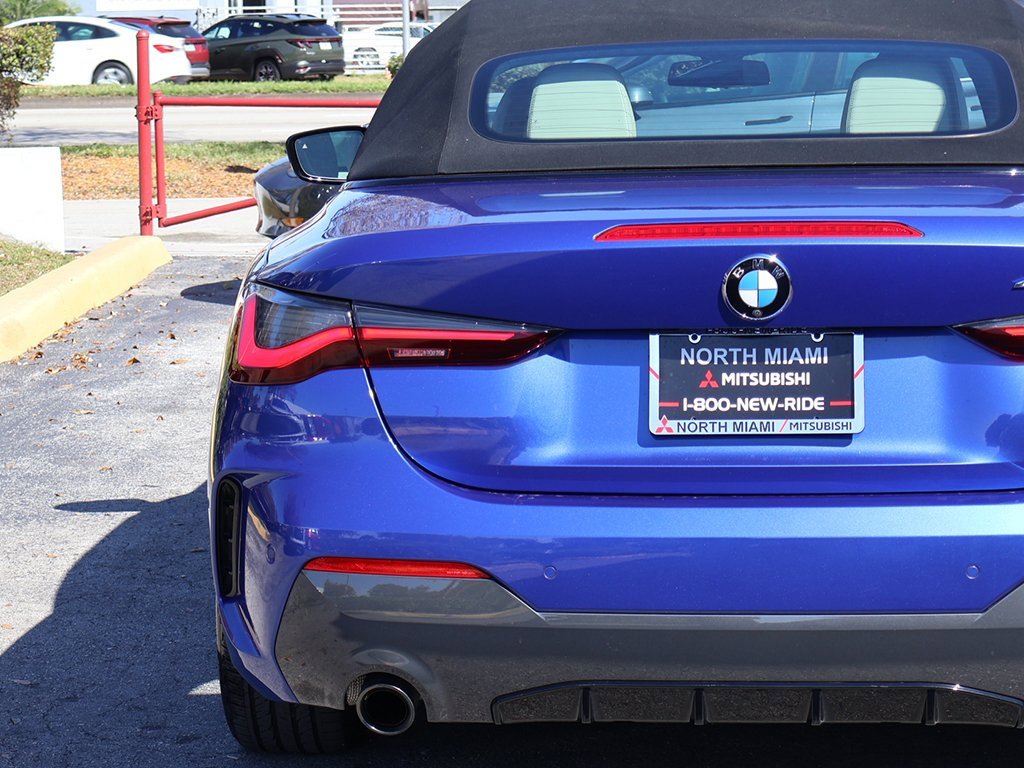 BMW
NORTH MIAMI
MITSUBISHI
1-800-NEW-RIDE
NORTH MIAMI / MITSUBISHI